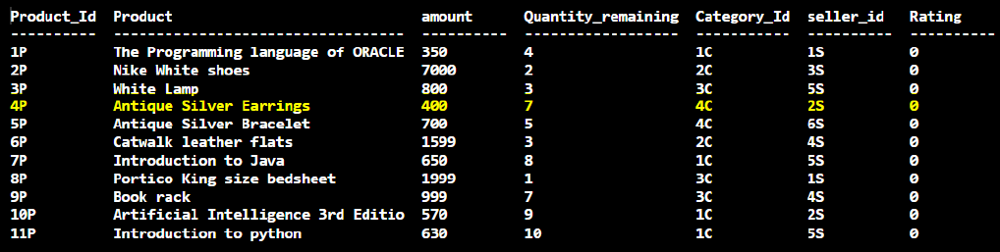 Product_Id Product amount Quantity_remaining Category_Id seller_id Rating
---------- ---------------------------------- ---------- ------------------ ----------- ---------- ----------
1P The Programming language of ORACLE 350 4 1C 1S 0
2P Nike White shoes 7000 2 2C 3S 0
3P White Lamp 800 3 3C 5S 0
4P Antique Silver Earrings 400 7 4C 2S 0
5P Antique Silver Bracelet 700 5 4C 6S 0
6P Catwalk leather flats 1599 3 2C 4S 0
7P Introduction to Java 650 8 1C 5S 0
8P Portico King size bedsheet 1999 1 3C 1S 0
9P Book rack 999 7 3C 4S 0
10P Artificial Intelligence 3rd Editio 570 9 1C 2S 0
11P Introduction to python 630 10 1C 5S 0